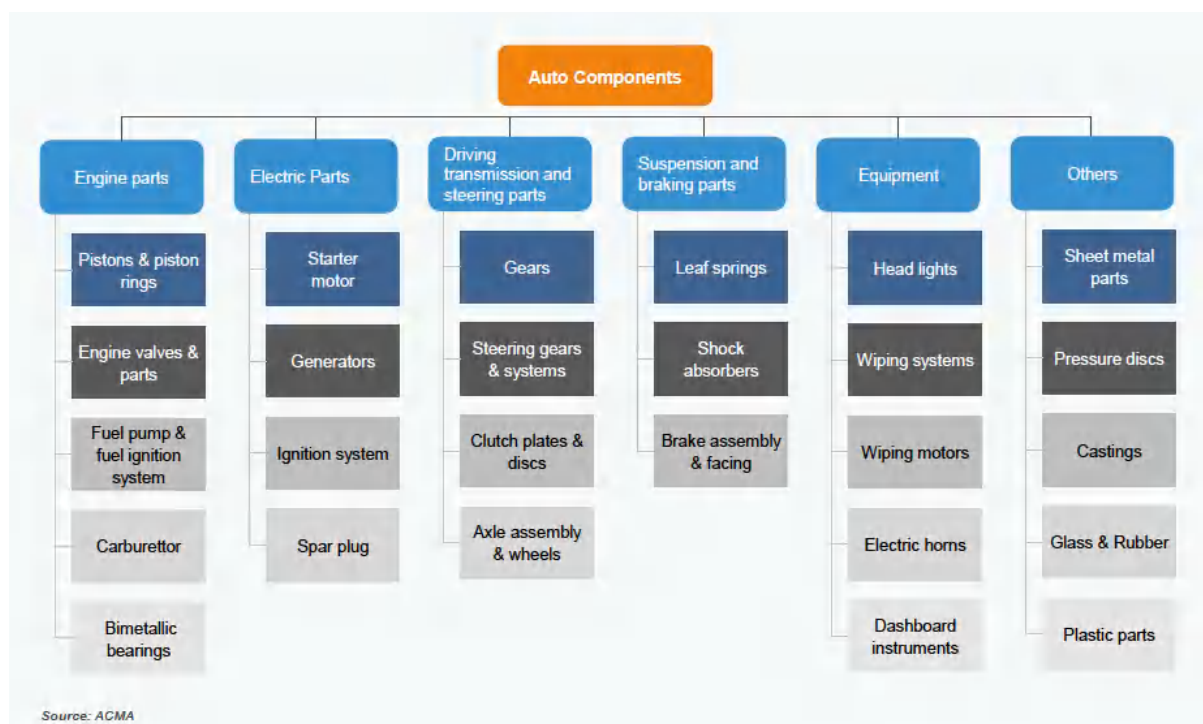 Auto Components
Engine parts
Electric Parts
Driving
transmission and
steering parts
Suspension and
braking parts
Equipment
Others
Pistons & piston
rings
Starter
motor
Gears
Leaf springs
Head lights
Sheet metal
parts
Engine valves &
parts
Generators
Steering gears
& systems
Shock
absorbers
Wiping systems
Pressure discs
Fuel pump &
fuel ignition
system
Ignition system
Clutch plates &
discs
Brake assembly
& facing
Wiping motors
Castings
Carburettor
Spar plug
Axle assembly
& wheels
Electric horns
Glass & Rubber
Bimetallic
bearings
Dashboard
instruments
Plastic parts
Source: ACMA